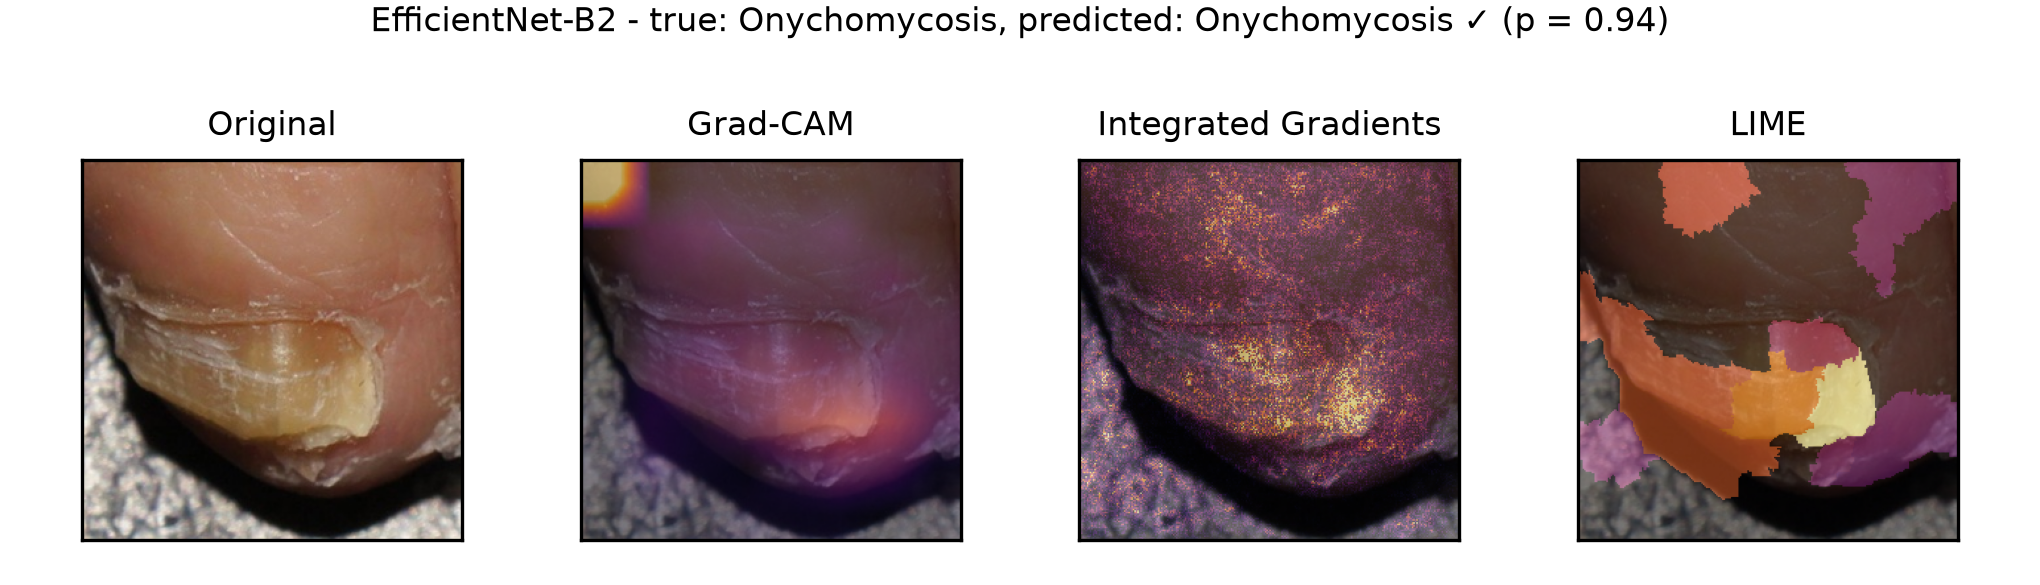 EfficientNet-B2 - true: Onychomycosis, predicted: Onychomycosis ✓ (p = 0.94)
Original
Grad-CAM
Integrated Gradients
LIME